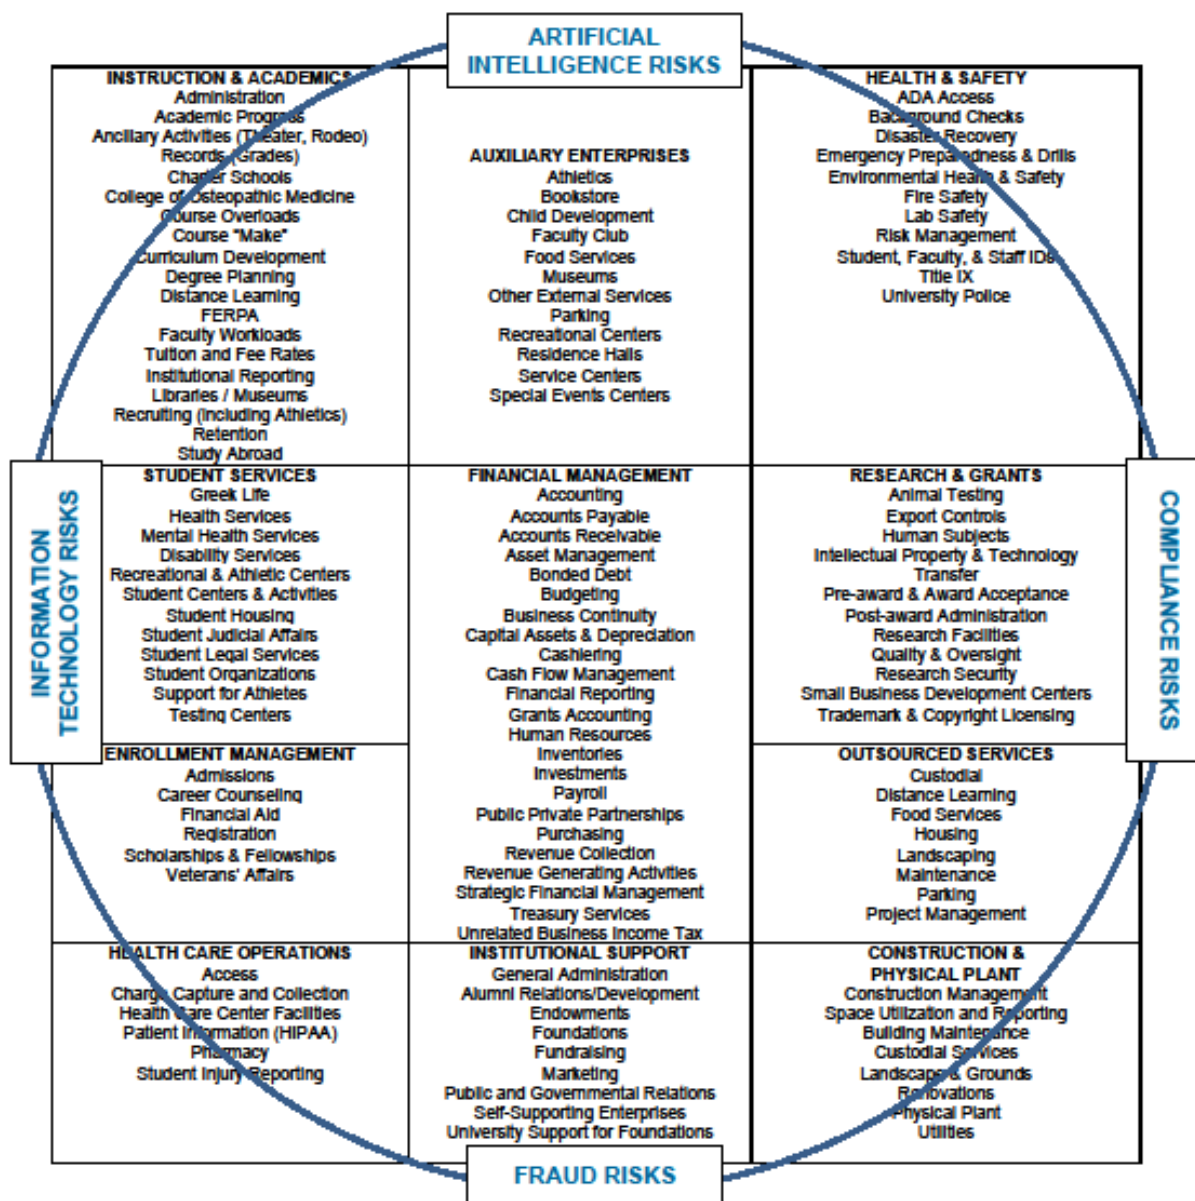 ARTIFICIAL
INTELLIGENCE RISKS
INSTRUCTION & ACADEMICS
Administration
Academic Progress
Ancillary Activities (Theater, Rodeo)
Records (Grades)
Charter Schools
College of Osteopathic Medicine
Course Overloads
Course "Make"
Curriculum Development
Degree Planning
Distance Learning
FERPA
Faculty Workloads
Tuition and Fee Rates
Institutional Reporting
Libraries / Museums
Recruiting (Including Athletics)
Retention
Study Abroad
AUXILIARY ENTERPRISES
Athletics
Bookstore
Child Development
Faculty Club
Food Services
Museums
Other External Services
Parking
Recreational Centers
Residence Halls
Service Centers
Special Events Centers
HEALTH & SAFETY
ADA Access
Background Checks
Disaster Recovery
Emergency Preparedness & Drills
Environmental Health & Safety
Fire Safety
Lab Safety
Risk Management
Student, Faculty, & Staff IDs
Title IX
University Police
INFORMATION
TECHNOLOGY RISKS
STUDENT SERVICES
Greek Life
Health Services
Mental Health Services
Disability Services
Recreational & Athletic Centers
Student Centers & Activities
Student Housing
Student Judicial Affairs
Student Legal Services
Student Organizations
Support for Athletes
Testing Centers
FINANCIAL MANAGEMENT
Accounting
Accounts Payable
Accounts Receivable
Asset Management
Bonded Debt
Budgeting
Business Continuity
Capital Assets & Depreciation
Cashiering
Cash Flow Management
Financial Reporting
Grants Accounting
Human Resources
Inventories
Investments
Payroll
Public Private Partnerships
Purchasing
Revenue Collection
Revenue Generating Activities
Strategic Financial Management
Treasury Services
Unrelated Business Income Tax
RESEARCH & GRANTS
Animal Testing
Export Controls
Human Subjects
Intellectual Property & Technology
Transfer
Pre-award & Award Acceptance
Post-award Administration
Research Facilities
Quality & Oversight
Research Security
Small Business Development Centers
Trademark & Copyright Licensing
COMPLIANCE RISKS
ENROLLMENT MANAGEMENT
Admissions
Career Counseling
Financial Aid
Registration
Scholarships & Fellowships
Veterans' Affairs
OUTSOURCED SERVICES
Custodial
Distance Learning
Food Services
Housing
Landscaping
Maintenance
Parking
Project Management
HEALTH CARE OPERATIONS
Access
Charge Capture and Collection
Health Care Center Facilities
Patient Information (HIPAA)
Pharmacy
Student Injury Reporting
INSTITUTIONAL SUPPORT
General Administration
Alumni Relations/Development
Endowments
Foundations
Fundraising
Marketing
Public and Governmental Relations
Self-Supporting Enterprises
University Support for Foundations
CONSTRUCTION &
PHYSICAL PLANT
Construction Management
Space Utilization and Reporting
Building Maintenance
Custodial Services
Landscape & Grounds
Renovations
Physical Plant
Utilities
FRAUD RISKS